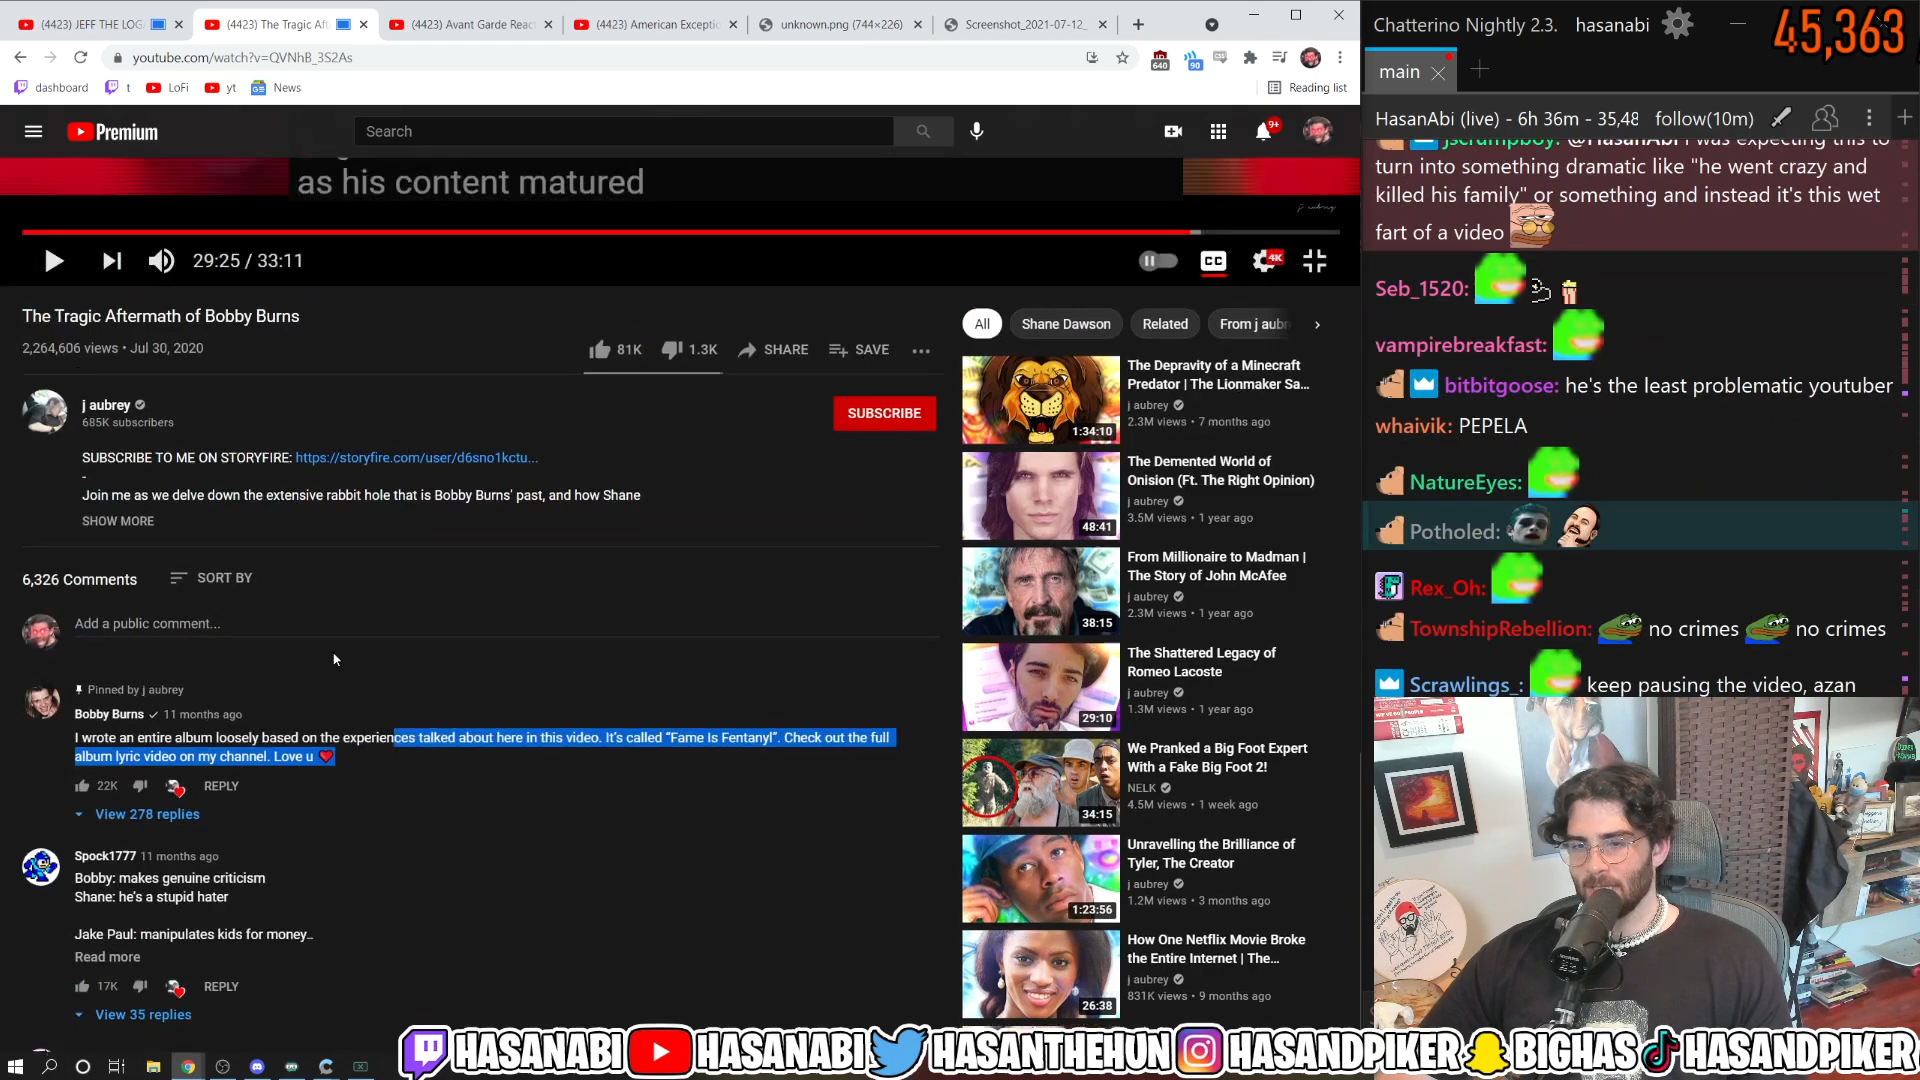 (4423) JEFF THE LOG
(4423) The Tragic Aft
(4423) Avant Garde Reac
(4423) American Excepti
unknown.png (744×226)
Screenshot_2021-07-12_
youtube.com/watch?v=QVNhB_3S2As
640
90
dashboard
t
LoFi
yt
News
Reading list
Premium
Search
9+
as his content matured
j aubrey
29:25 / 33:11
CC
4K
The Tragic Aftermath of Bobby Burns
2,264,606 views • Jul 30, 2020
81K
1.3K
SHARE
SAVE
j aubrey
685K subscribers
SUBSCRIBE
SUBSCRIBE TO ME ON STORYFIRE: https://storyfire.com/user/d6sno1kctu...
-
Join me as we delve down the extensive rabbit hole that is Bobby Burns' past, and how Shane
SHOW MORE
6,326 Comments
SORT BY
Add a public comment...
Pinned by j aubrey
Bobby Burns 11 months ago
I wrote an entire album loosely based on the experiences talked about here in this video. It's called “Fame Is Fentanyl”. Check out the full
album lyric video on my channel. Love u ❤️
22K
REPLY
View 278 replies
Spock1777 11 months ago
Bobby: makes genuine criticism
Shane: he's a stupid hater
Jake Paul: manipulates kids for money…
Read more
17K
REPLY
View 35 replies
All
Shane Dawson
Related
From j aubr
The Depravity of a Minecraft
Predator | The Lionmaker Sa...
j aubrey
2.3M views • 7 months ago
1:34:10
The Demented World of
Onision (Ft. The Right Opinion)
j aubrey
3.5M views • 1 year ago
48:41
From Millionaire to Madman |
The Story of John McAfee
j aubrey
2.3M views • 1 year ago
38:15
The Shattered Legacy of
Romeo Lacoste
j aubrey
1.3M views • 1 year ago
29:10
We Pranked a Big Foot Expert
With a Fake Big Foot 2!
NELK
4.5M views • 1 week ago
34:15
Unravelling the Brilliance of
Tyler, The Creator
j aubrey
1.2M views • 3 months ago
1:23:56
How One Netflix Movie Broke
the Entire Internet | The...
j aubrey
831K views • 9 months ago
26:38
Chatterino Nightly 2.3.
hasanabi
45,363
main
HasanAbi (live) - 6h 36m - 35,48
follow(10m)
jscrumpboy: @HasanAbi I was expecting this to
turn into something dramatic like "he went crazy and
killed his family" or something and instead it's this wet
fart of a video
Seb_1520:
vampirebreakfast:
bitbitgoose: he's the least problematic youtuber
whaivik: PEPELA
NatureEyes:
Potholed:
Rex_Oh:
TownshipRebellion: no crimes no crimes
Scrawlings_: keep pausing the video, azan
HASANABI
HASANABI
HASANTHEHUN
HASANDPIKER
BIGHAS
HASANDPIKER